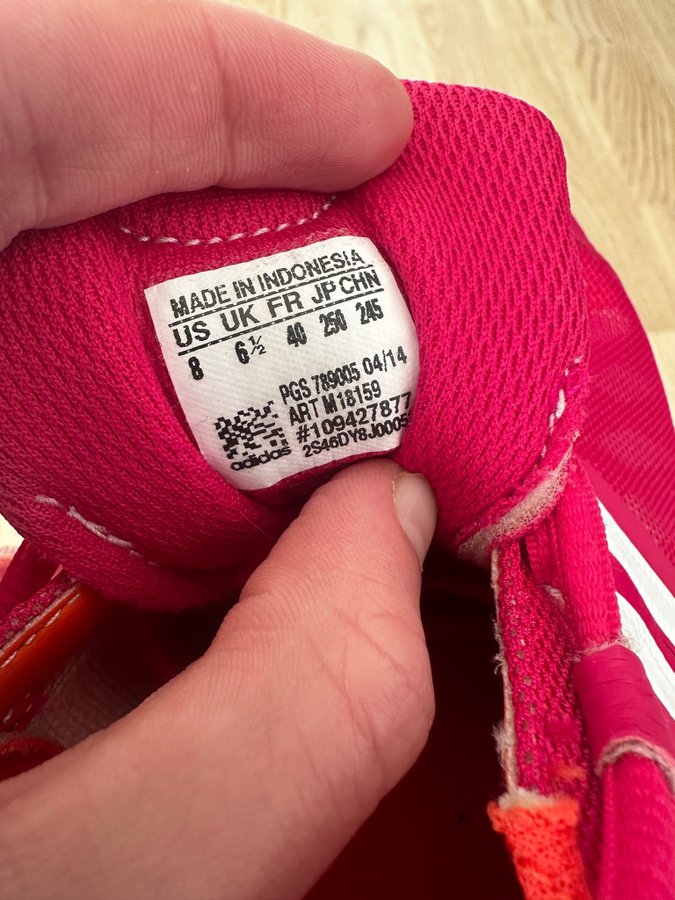 MADE IN INDONESIA
US UK FR JP CHN
8 6½ 40 250 245
PGS 789005 04/14
ART M18159
#109427877
adidas 2S46DY8J0005